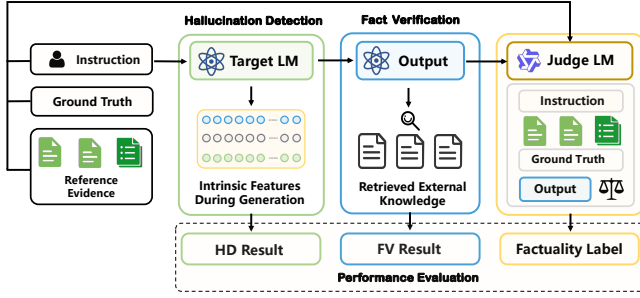 Hallucination Detection
Fact Verification
Instruction
Target LM
Output
Judge LM
Ground Truth
Reference
Evidence
Intrinsic Features
During Generation
Retrieved External
Knowledge
Instruction
Ground Truth
Output
HD Result
FV Result
Factuality Label
Performance Evaluation